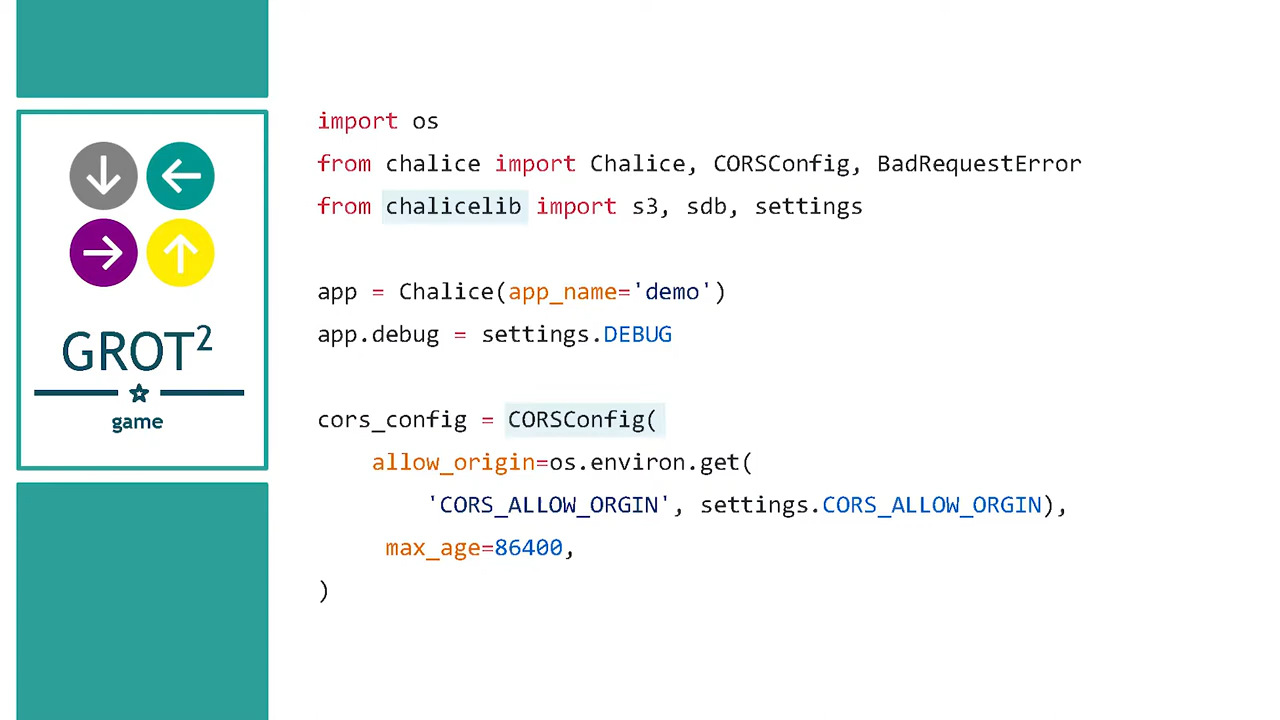 GROT²
game
import os
from chalice import Chalice, CORSConfig, BadRequestError
from chalicelib import s3, sdb, settings
app = Chalice(app_name='demo')
app.debug = settings.DEBUG
cors_config = CORSConfig(
    allow_origin=os.environ.get(
        'CORS_ALLOW_ORGIN', settings.CORS_ALLOW_ORGIN),
     max_age=86400,
)